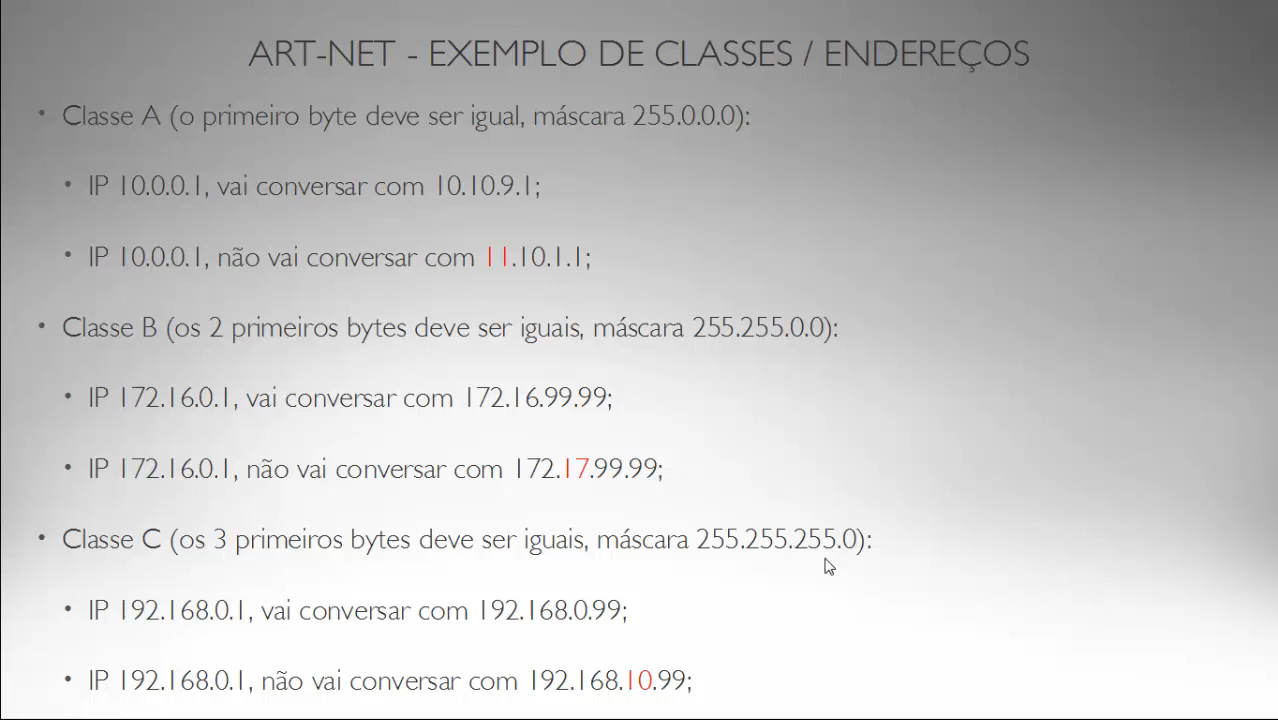 ART-NET - EXEMPLO DE CLASSES / ENDEREÇOS
• Classe A (o primeiro byte deve ser igual, máscara 255.0.0.0):
• IP 10.0.0.1, vai conversar com 10.10.9.1;
• IP 10.0.0.1, não vai conversar com 11.10.1.1;
• Classe B (os 2 primeiros bytes deve ser iguais, máscara 255.255.0.0):
• IP 172.16.0.1, vai conversar com 172.16.99.99;
• IP 172.16.0.1, não vai conversar com 172.17.99.99;
• Classe C (os 3 primeiros bytes deve ser iguais, máscara 255.255.255.0):
• IP 192.168.0.1, vai conversar com 192.168.0.99;
• IP 192.168.0.1, não vai conversar com 192.168.10.99;